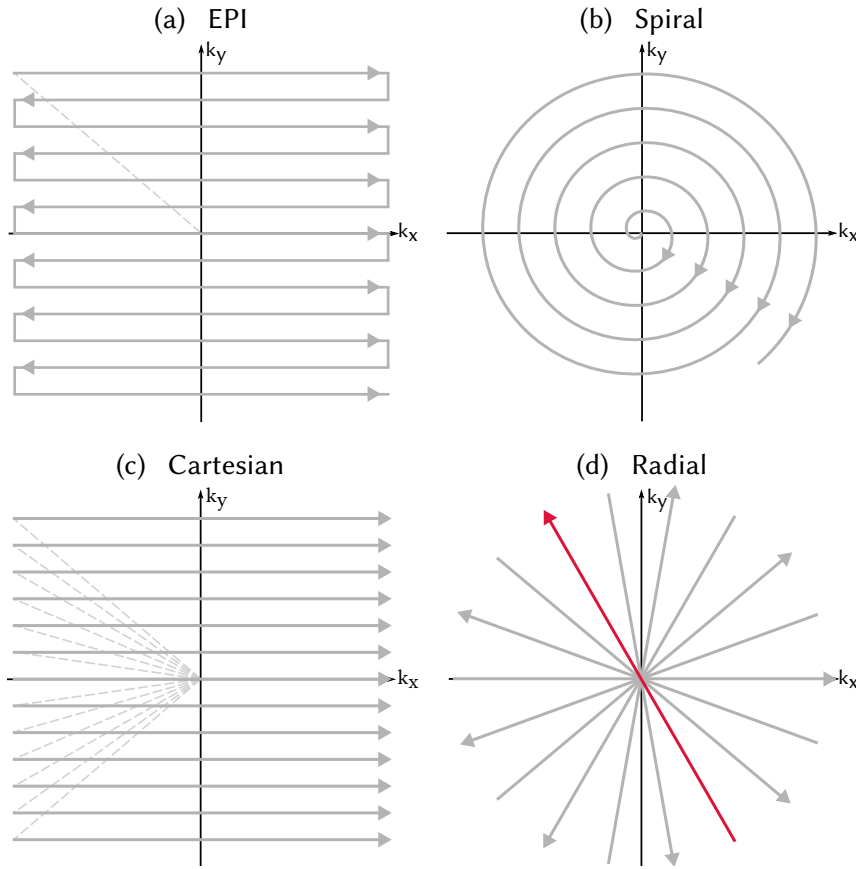 (a) EPI
(b) Spiral
ky
ky
kx
kx
(c) Cartesian
(d) Radial
ky
ky
kx
kx